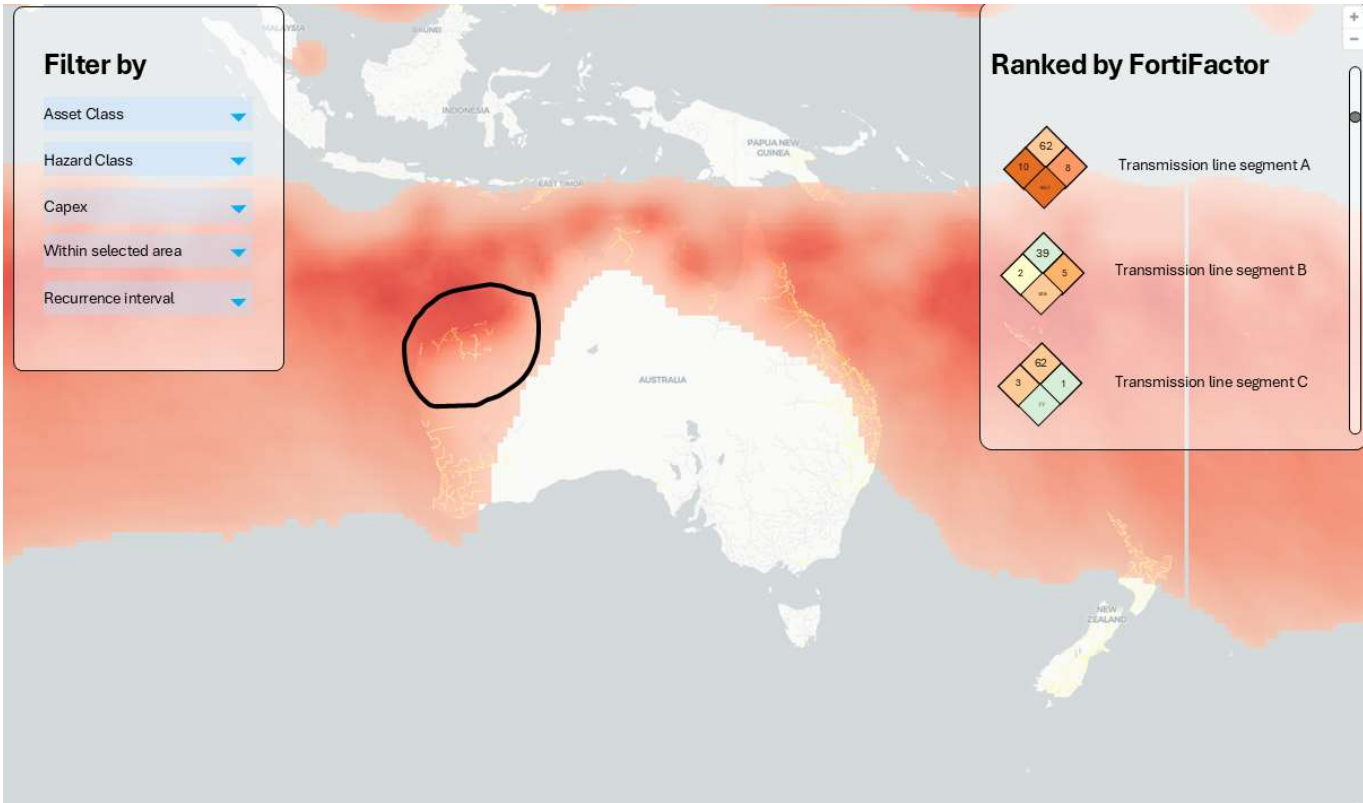 Filter by
Asset Class
Hazard Class
Capex
Within selected area
Recurrence interval
MALAYSIA
BRUNEI
INDONESIA
EAST TIMOR
PAPUA NEW
GUINEA
AUSTRALIA
NEW
ZEALAND
Ranked by FortiFactor
62
10
8
Transmission line segment A
39
2
5
Transmission line segment B
62
3
1
Transmission line segment C
+
−